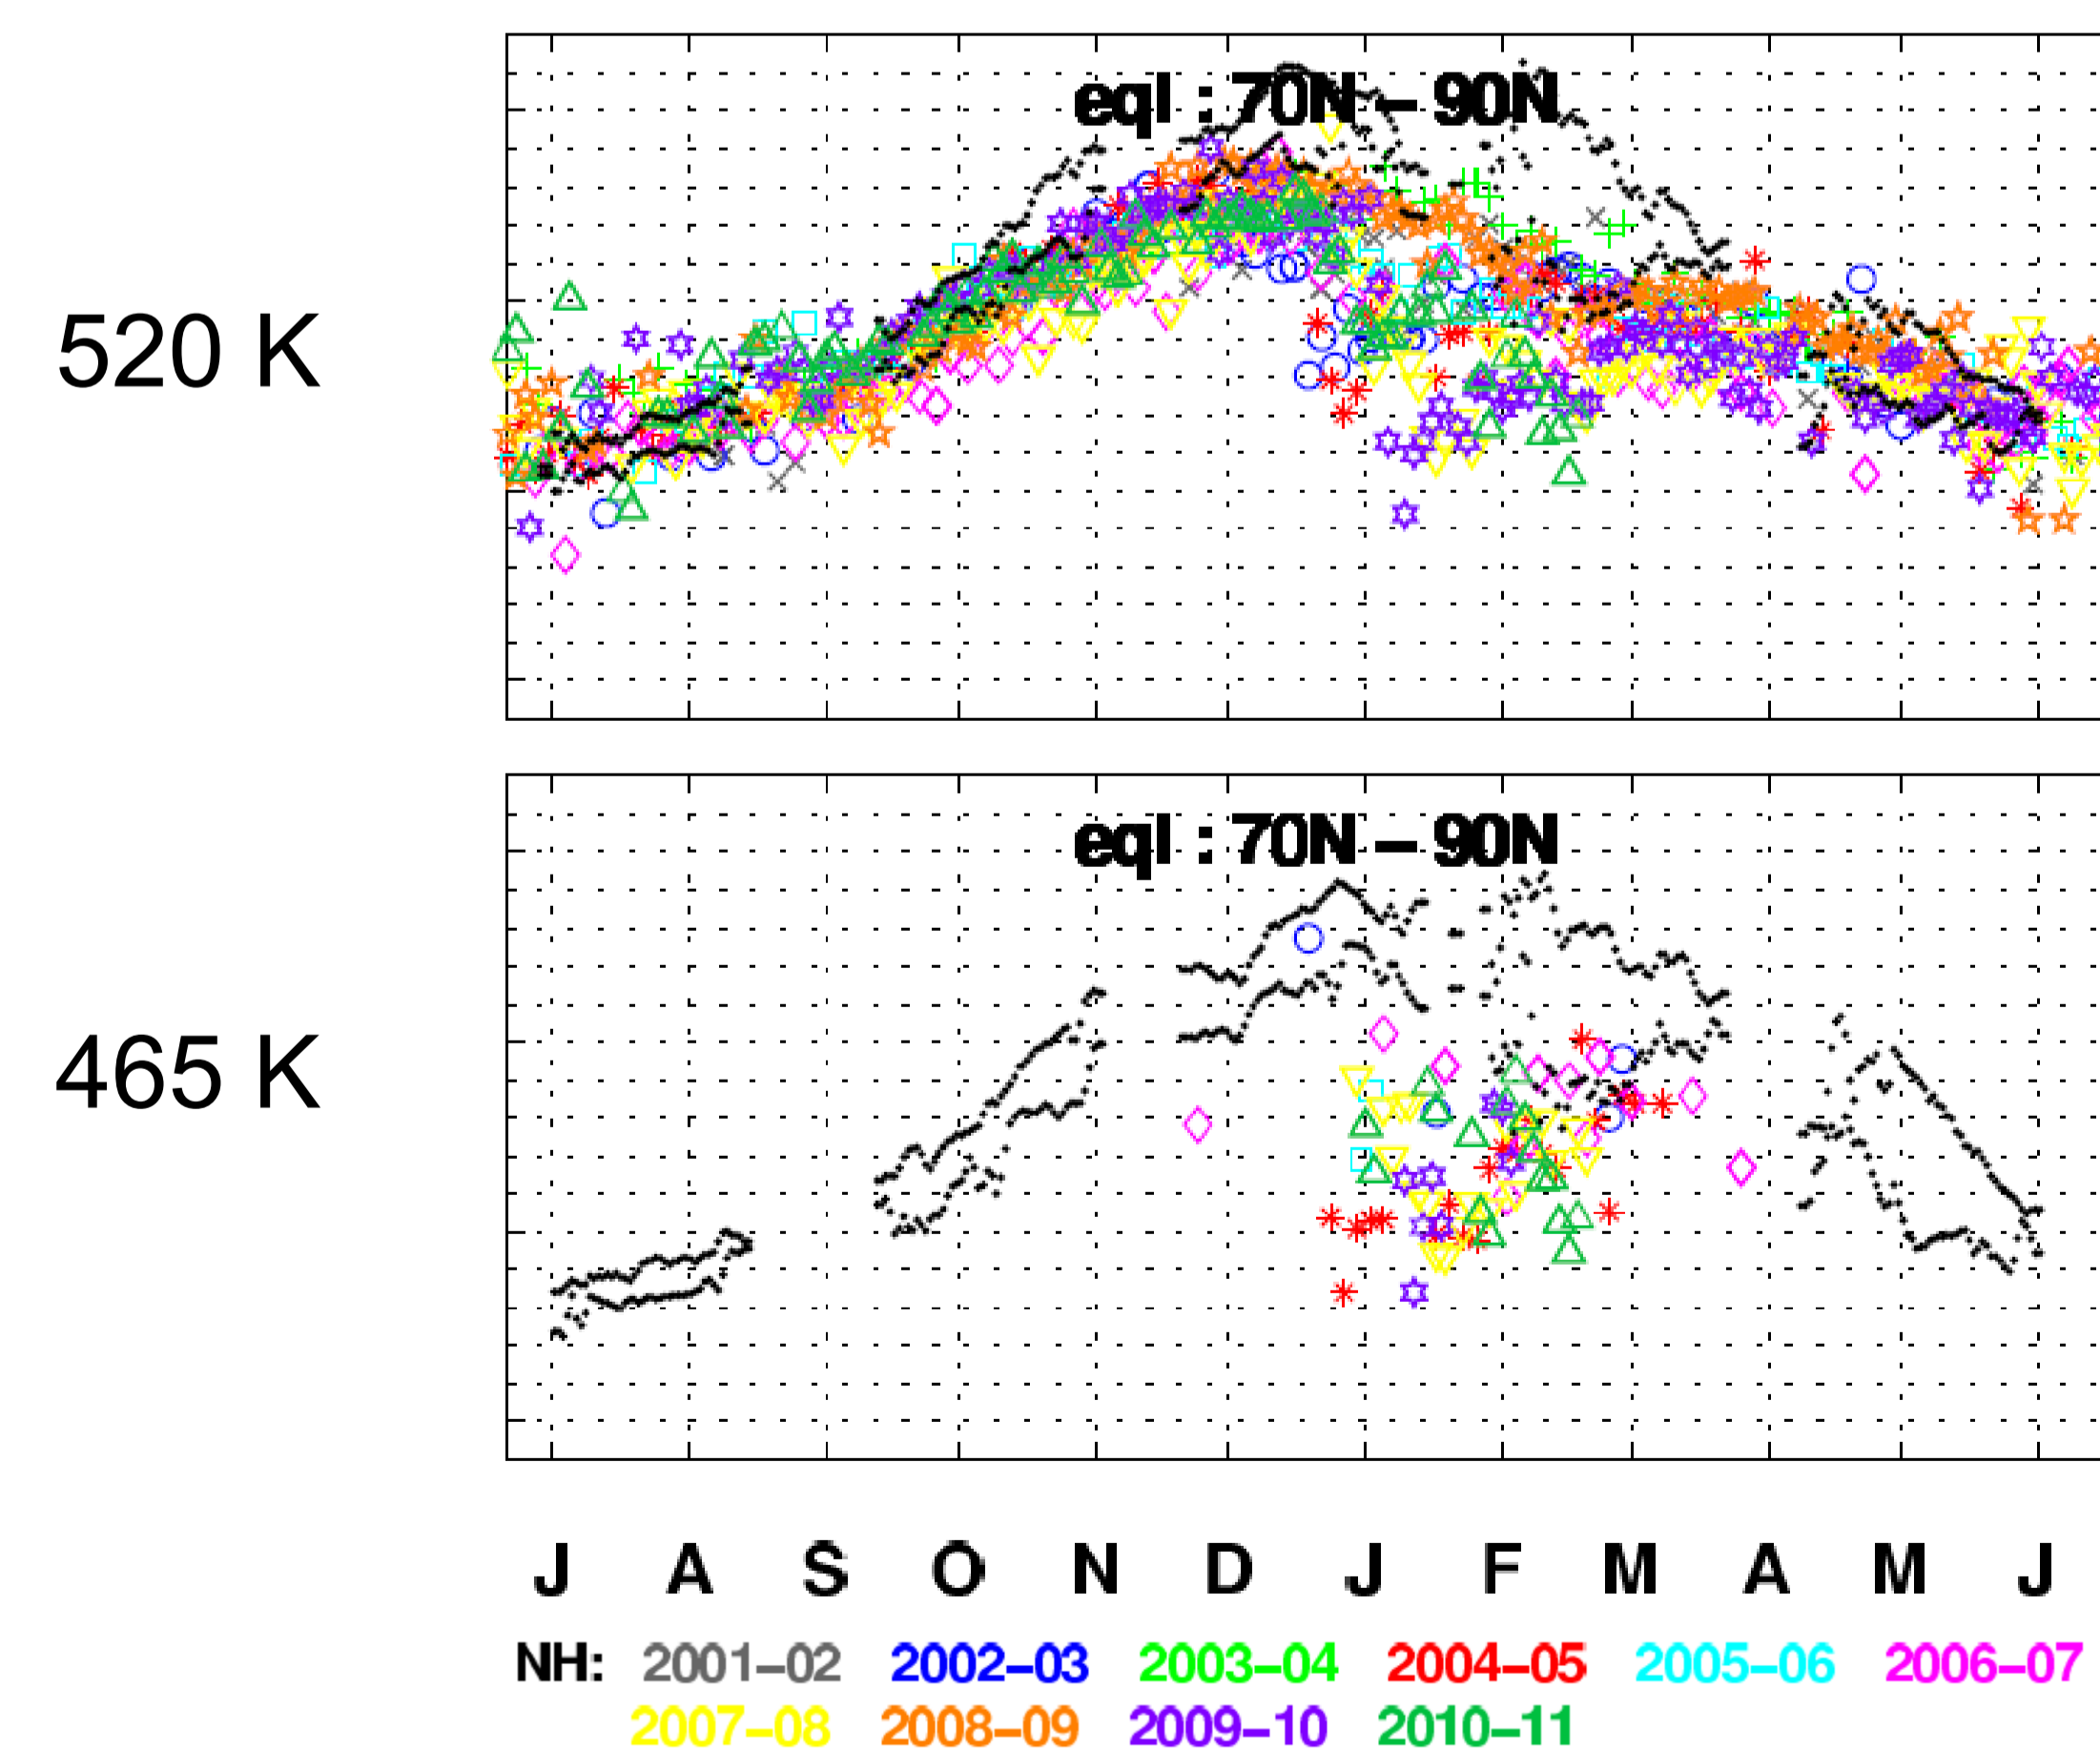 520 K
eql : 70N – 90N
465 K
eql : 70N – 90N
J A S O N D J F M A M J
NH: 2001–02 2002–03 2003–04 2004–05 2005–06 2006–07
2007–08 2008–09 2009–10 2010–11